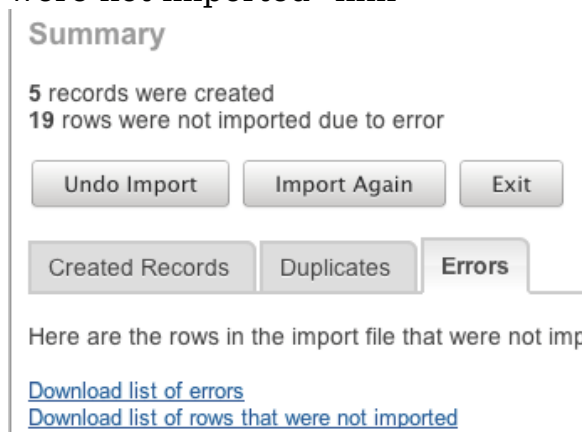 Summary
5 records were created
19 rows were not imported due to error
Undo Import Import Again Exit
Created Records Duplicates Errors
Here are the rows in the import file that were not imp
Download list of errors
Download list of rows that were not imported